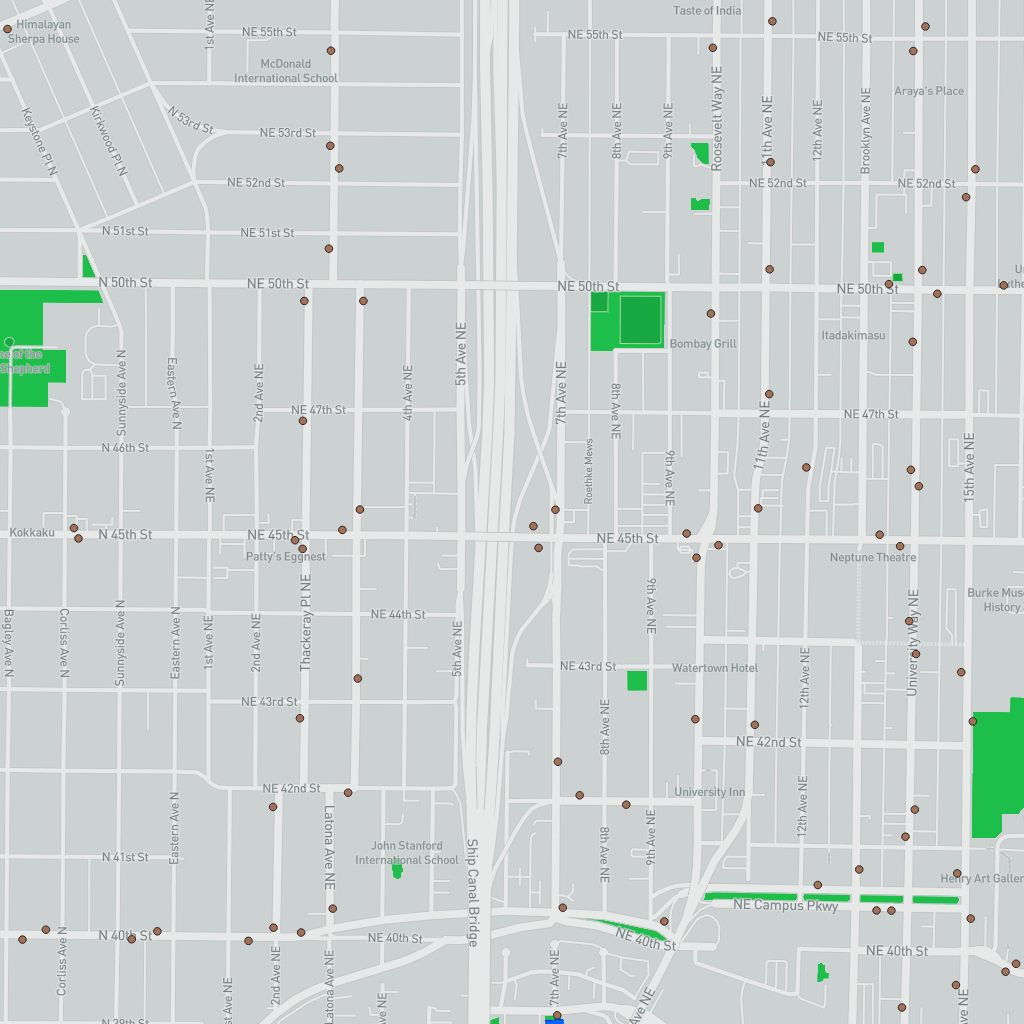 Himalayan
Sherpa House
1st Ave NE
NE 55th St
Taste of India
NE 55th St
NE 55th St
McDonald
International School
Araya's Place
Keystone Pl N
Kirkwood Pl N
N 53rd St
NE 53rd St
7th Ave NE
8th Ave NE
9th Ave NE
Roosevelt Way NE
11th Ave NE
12th Ave NE
Brooklyn Ave NE
NE 52nd St
NE 52nd St
NE 52nd St
N 51st St
NE 51st St
N 50th St
NE 50th St
NE 50th St
NE 50th St
Itadakimasu
Bombay Grill
5th Ave NE
Sunnyside Ave N
Eastern Ave N
2nd Ave NE
4th Ave NE
7th Ave NE
8th Ave NE
NE 47th St
NE 47th St
11th Ave NE
N 46th St
1st Ave NE
Roethke Mews
9th Ave NE
15th Ave NE
Kokkaku
N 45th St
NE 45th St
Patty's Eggnest
NE 45th St
Neptune Theatre
Burke
History
Bagley Ave N
Corliss Ave N
Sunnyside Ave N
Eastern Ave N
1st Ave NE
2nd Ave NE
Thackeray Pl NE
NE 44th St
5th Ave NE
9th Ave NE
NE 43rd St
Watertown Hotel
12th Ave NE
University Way NE
NE 43rd St
8th Ave NE
NE 42nd St
NE 42nd St
University Inn
Eastern Ave N
Latona Ave NE
John Stanford
International School
Ship Canal Bridge
8th Ave NE
9th Ave NE
12th Ave NE
N 41st St
Henry Art Galler
NE Campus Pkwy
N 40th St
NE 40th St
NE 40th St
NE 40th St
Corliss Ave N
2nd Ave NE
Latona Ave NE
7th Ave NE